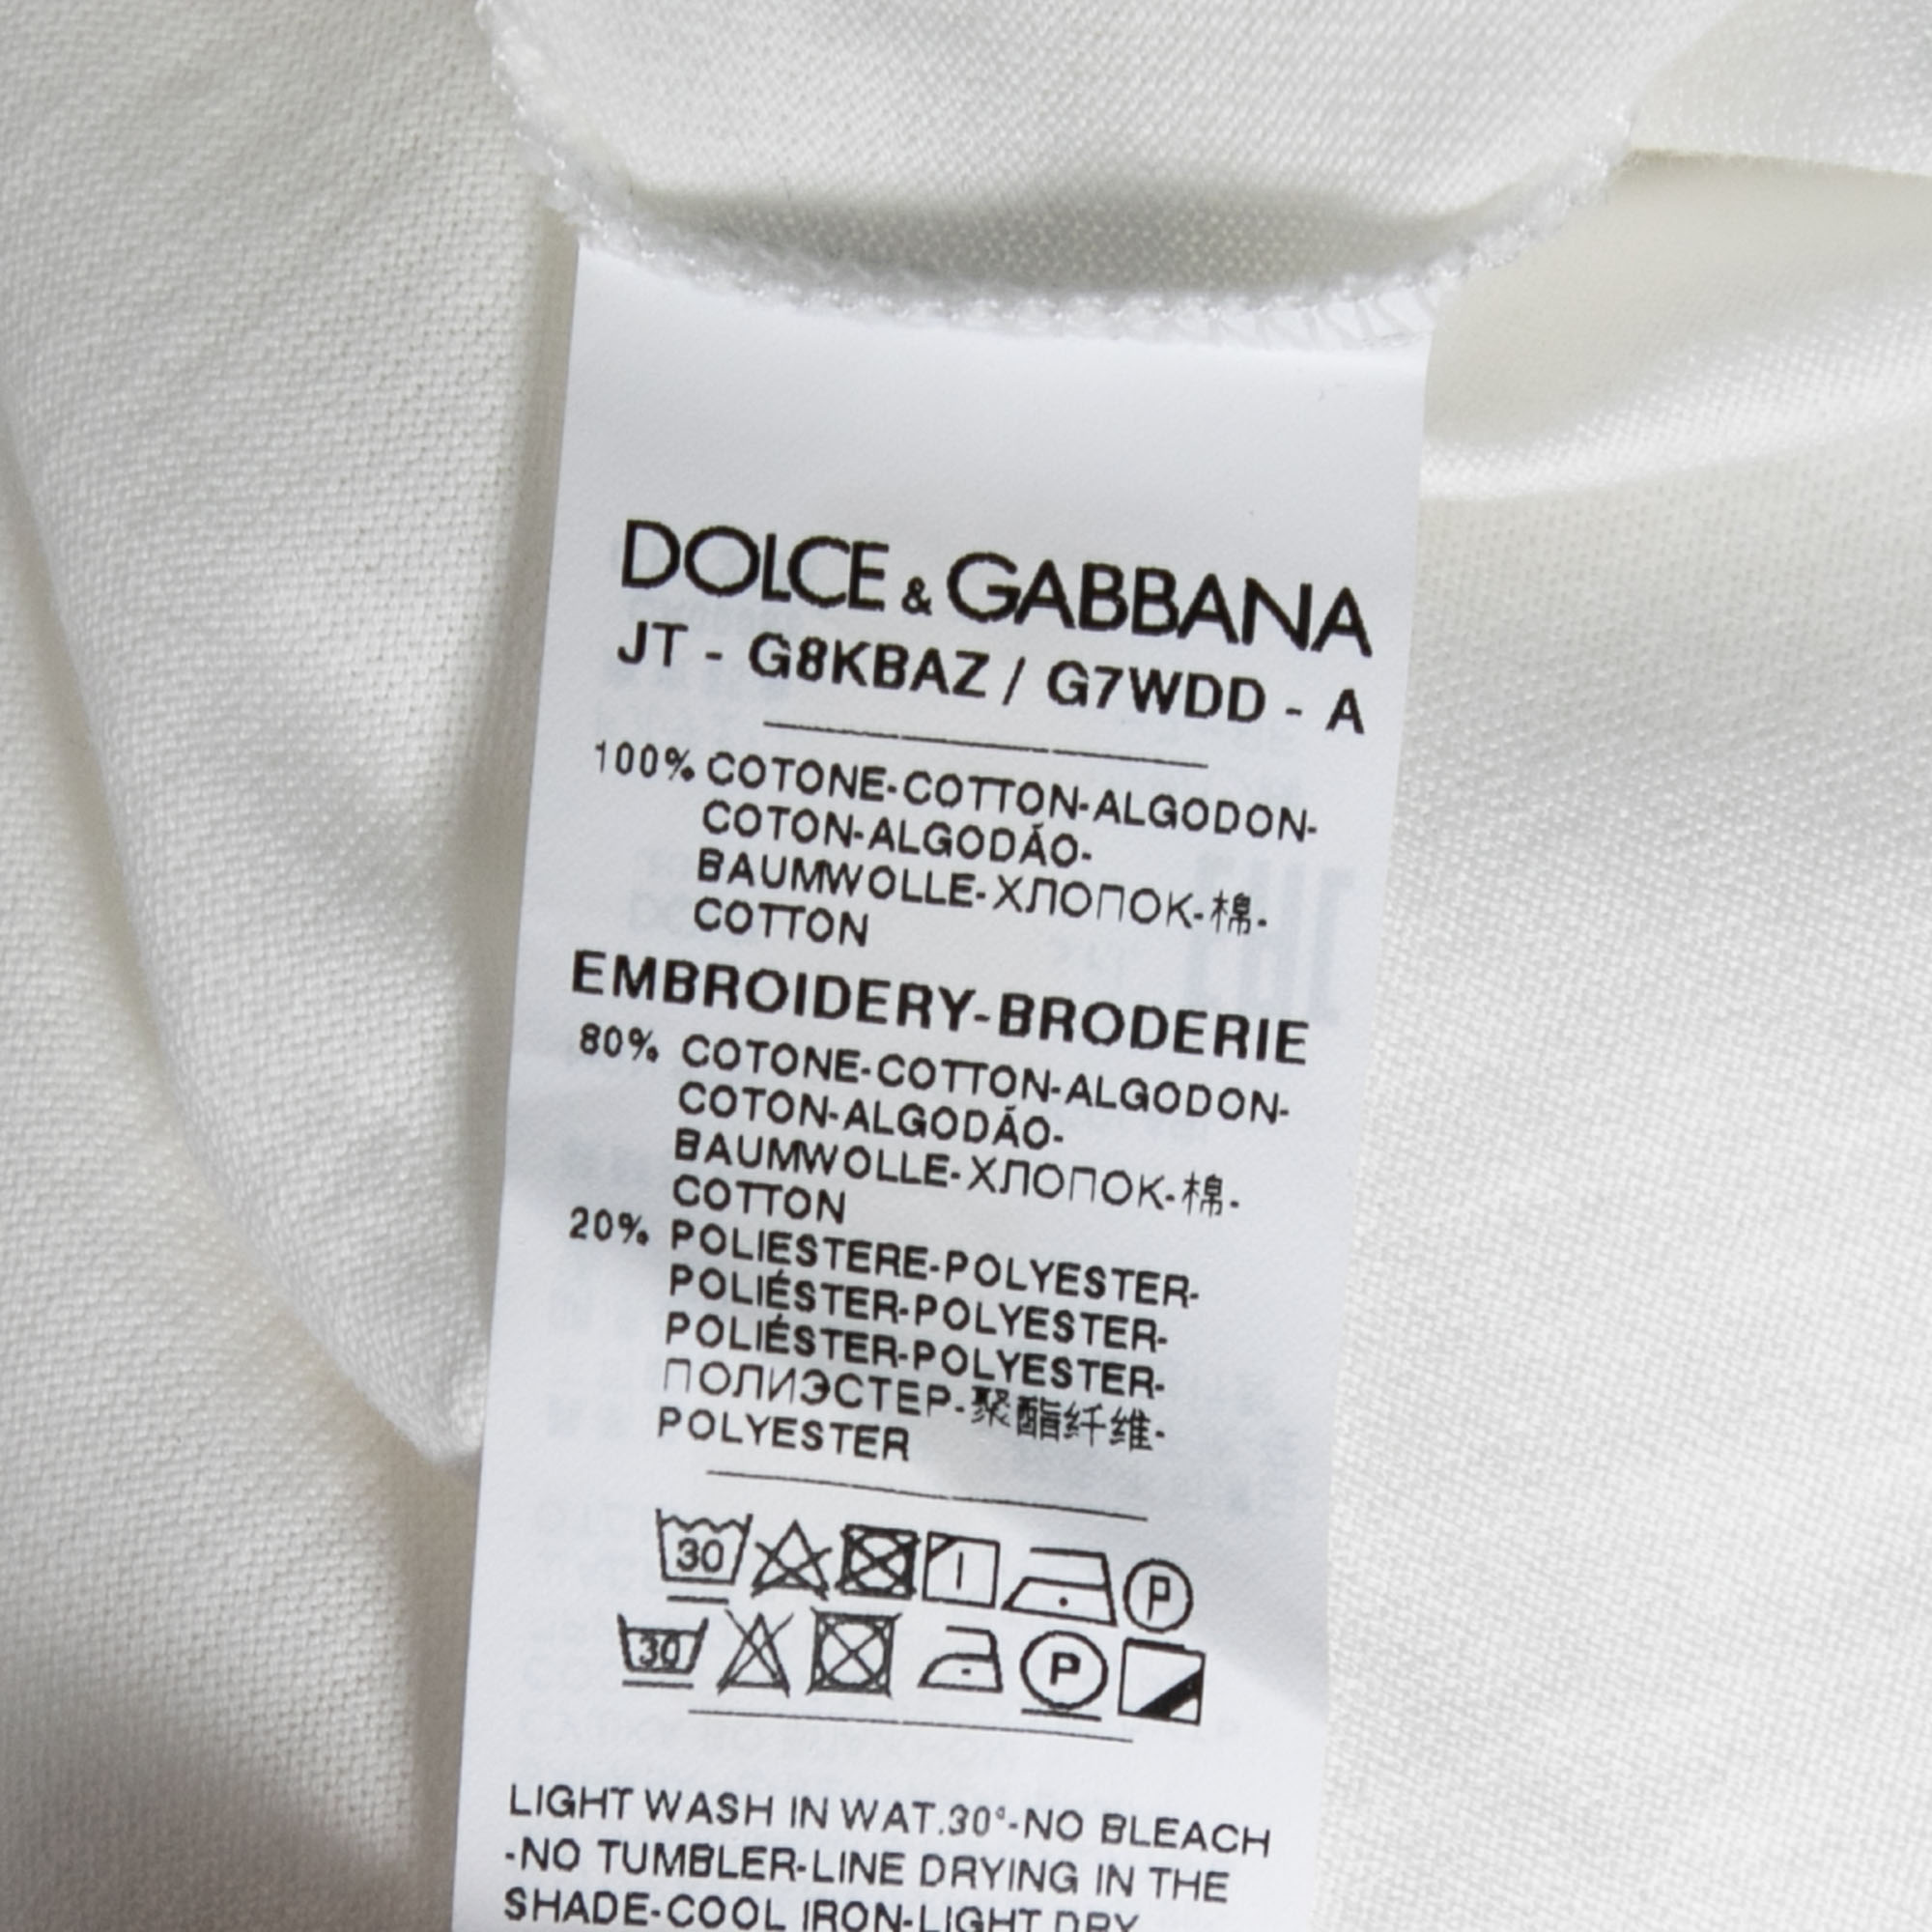 DOLCE & GABBANA
JT - G8KBAZ / G7WDD - A
100% COTONE-COTTON-ALGODON-
COTON-ALGODÃO-
BAUMWOLLE-ХЛОПОК-棉-
COTTON
EMBROIDERY-BRODERIE
80% COTONE-COTTON-ALGODON-
COTON-ALGODÃO-
BAUMWOLLE-ХЛОПОК-棉-
COTTON
20% POLIESTERE-POLYESTER-
POLIÉSTER-POLYESTER-
POLIÉSTER-POLYESTER-
ПОЛИЭСТЕР-聚酯纤维-
POLYESTER
30 P
30 P
LIGHT WASH IN WAT.30°-NO BLEACH
-NO TUMBLER-LINE DRYING IN THE
SHADE-COOL IRON-LIGHT DRY